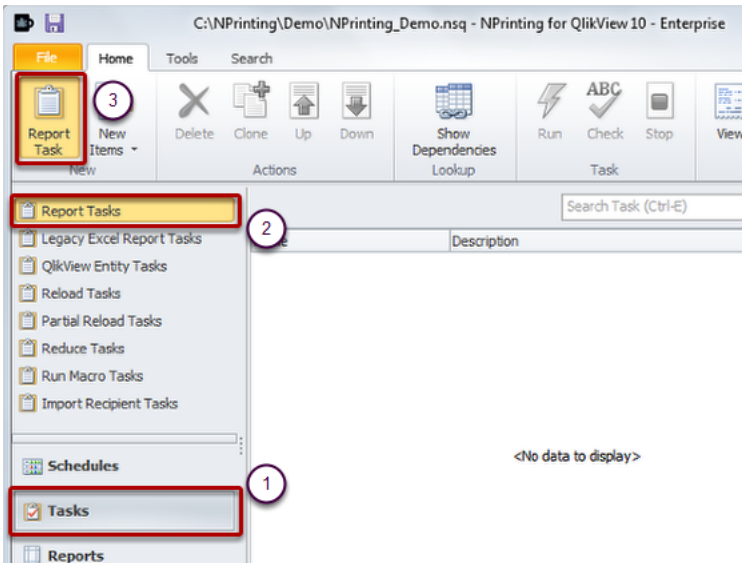 C:\NPrinting\Demo\NPrinting_Demo.nsq - NPrinting for QlikView 10 - Enterprise
File Home Tools Search
3
ABC
Report Task
New Items
Delete
Clone
Up
Down
Show Dependencies
Run
Check
Stop
View
New
Actions
Lookup
Task
Report Tasks
Search Task (Ctrl-E)
2
Legacy Excel Report Tasks
Description
QlikView Entity Tasks
Reload Tasks
Partial Reload Tasks
Reduce Tasks
Run Macro Tasks
Import Recipient Tasks
<No data to display>
Schedules
1
Tasks
Reports